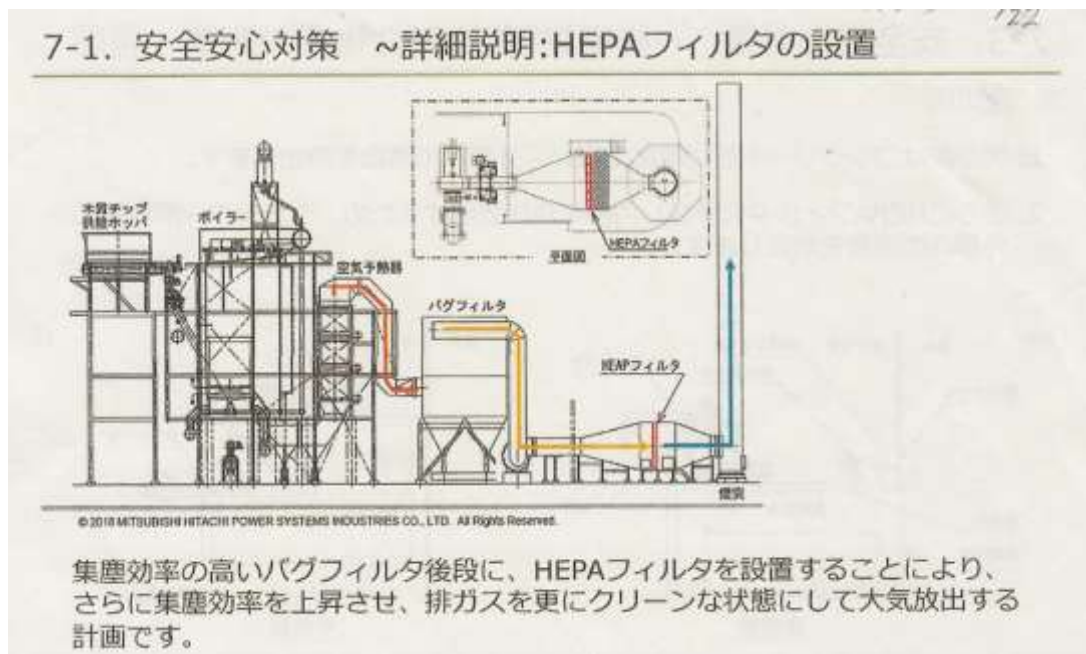 7-1. 安全安心対策　~詳細説明:HEPAフィルタの設置
木質チップ
供給ホッパ
ボイラー
空気予熱器
バグフィルタ
HEPAフィルタ
平面図
HEAPフィルタ
煙突
© 2018 MITSUBISHI HITACHI POWER SYSTEMS INDUSTRIES CO., LTD. All Rights Reserved.
集塵効率の高いバグフィルタ後段に、HEPAフィルタを設置することにより、
さらに集塵効率を上昇させ、排ガスを更にクリーンな状態にして大気放出する
計画です。